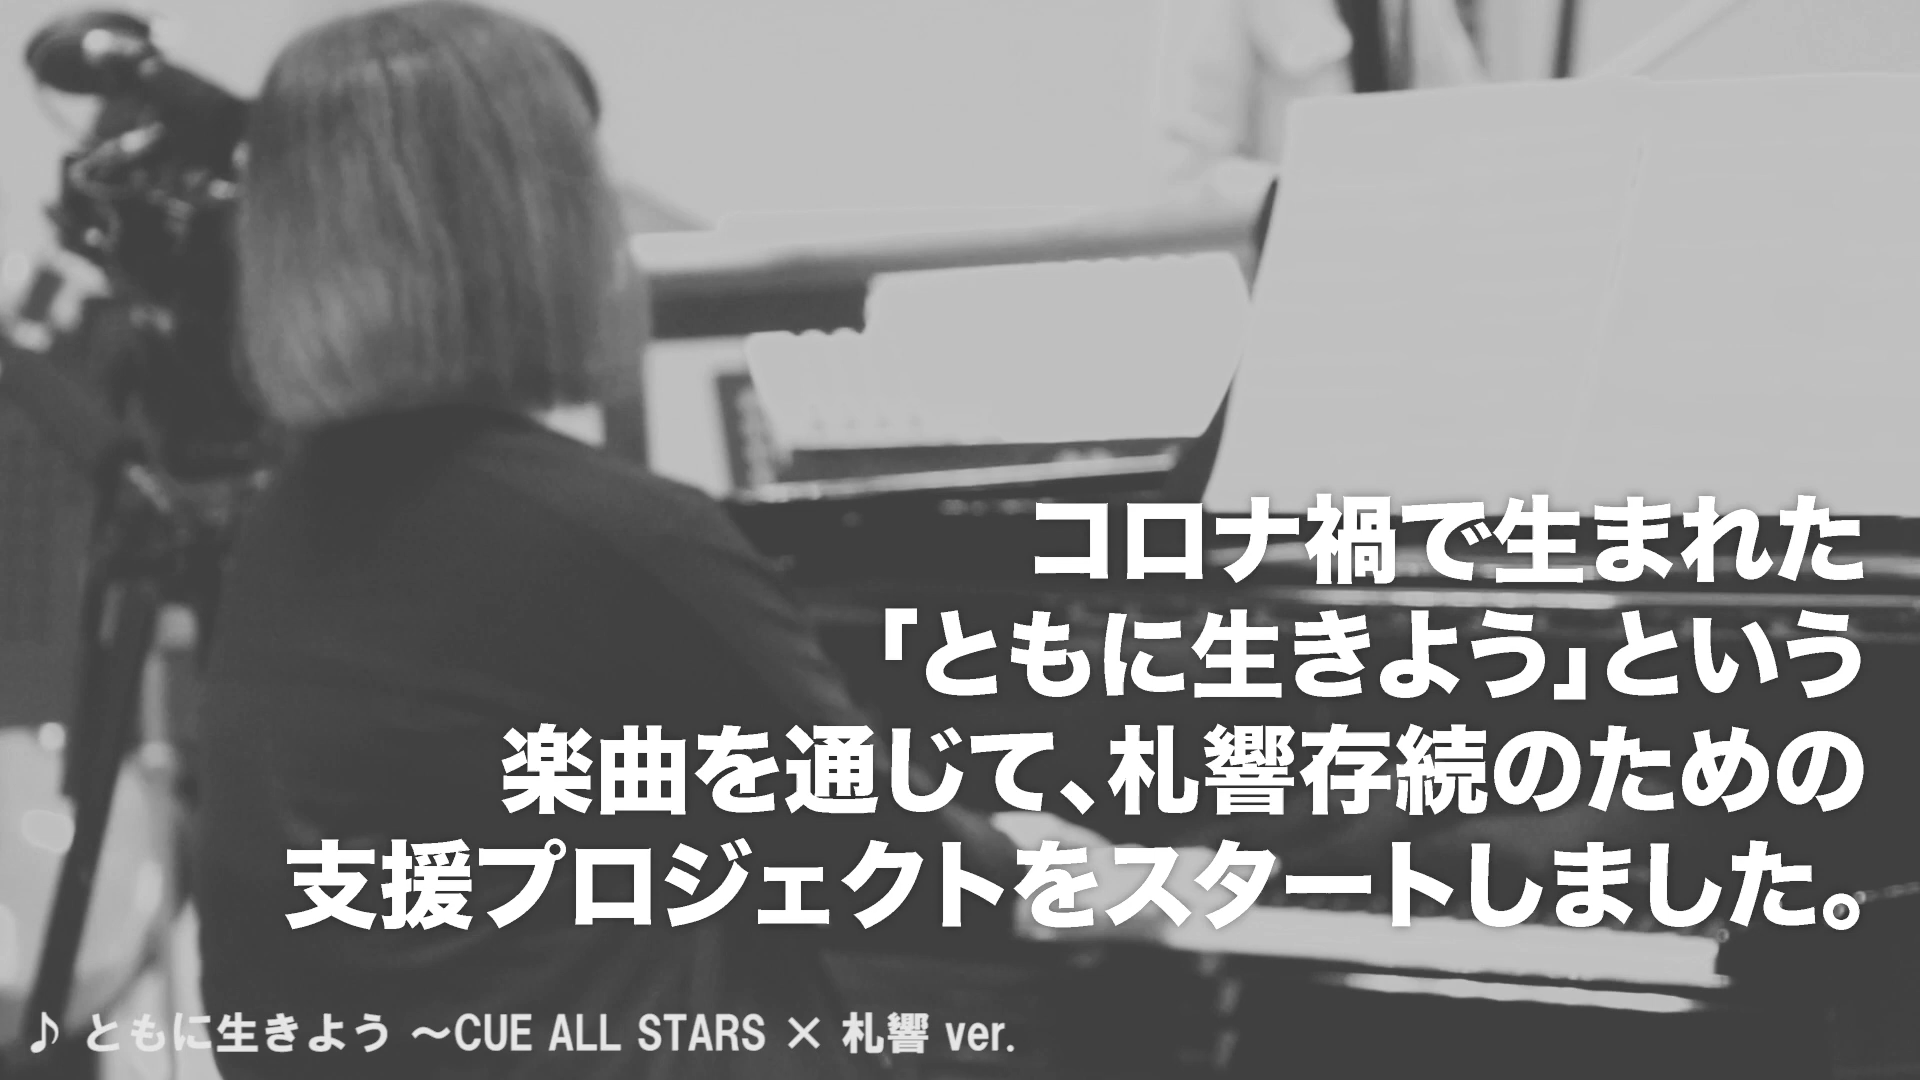 コロナ禍で生まれた
「ともに生きよう」という
楽曲を通じて、札響存続のための
支援プロジェクトをスタートしました。
♪ ともに生きよう ～CUE ALL STARS × 札響 ver.